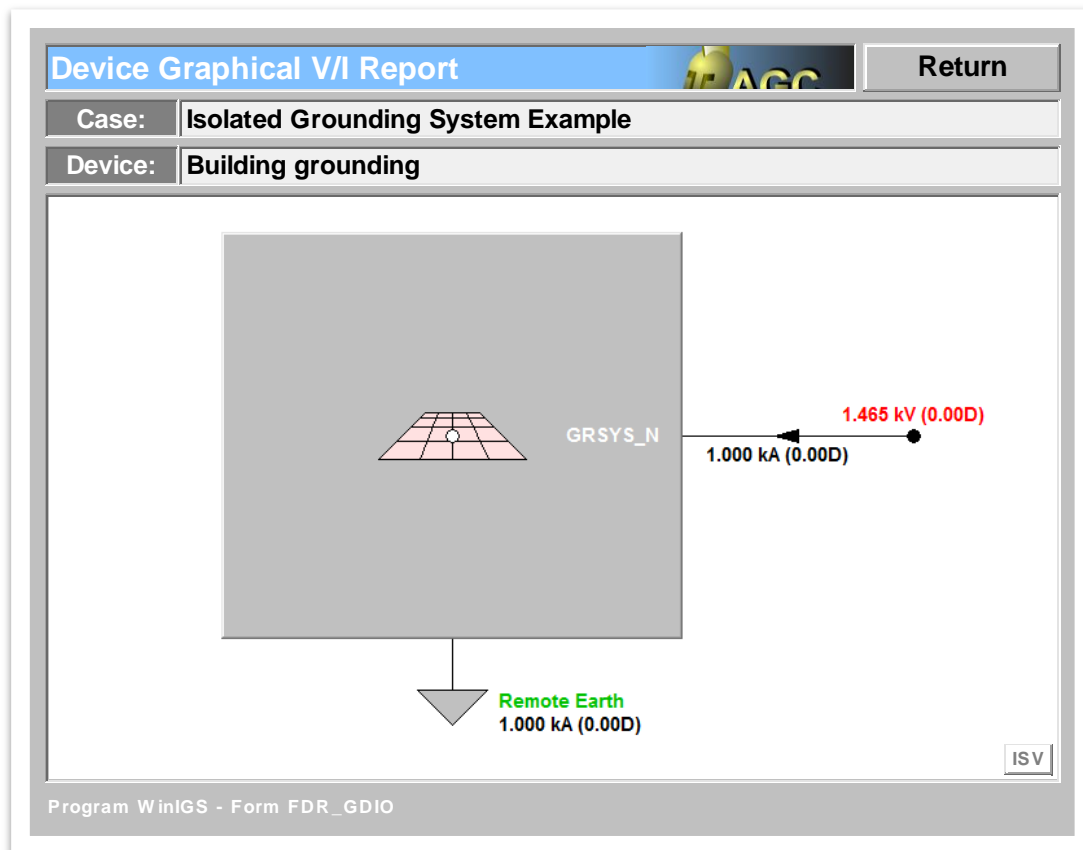 Device Graphical V/I Report
AGC
Return
Case: Isolated Grounding System Example
Device: Building grounding
1.465 kV (0.00D)
GRSYS_N
1.000 kA (0.00D)
Remote Earth
1.000 kA (0.00D)
ISV
Program WinIGS - Form FDR_GDIO